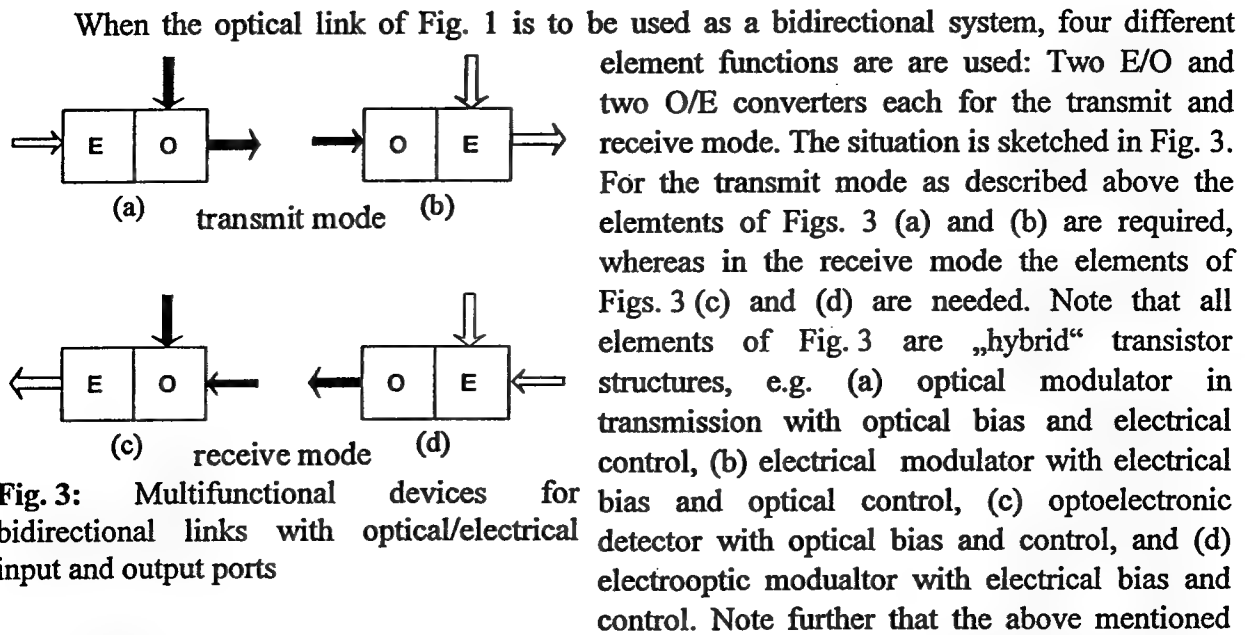 When the optical link of Fig. 1 is to be used as a bidirectional system, four different
element functions are are used: Two E/O and
two O/E converters each for the transmit and
receive mode. The situation is sketched in Fig. 3.
For the transmit mode as described above the
elemtents of Figs. 3 (a) and (b) are required,
whereas in the receive mode the elements of
Figs. 3 (c) and (d) are needed. Note that all
elements of Fig. 3 are „hybrid“ transistor
structures, e.g. (a) optical modulator in
transmission with optical bias and electrical
control, (b) electrical modulator with electrical
bias and optical control, (c) optoelectronic
detector with optical bias and control, and (d)
electrooptic modualtor with electrical bias and
control. Note further that the above mentioned
E O O E
(a) transmit mode (b)
E O O E
(c) receive mode (d)
Fig. 3: Multifunctional devices for
bidirectional links with optical/electrical
input and output ports